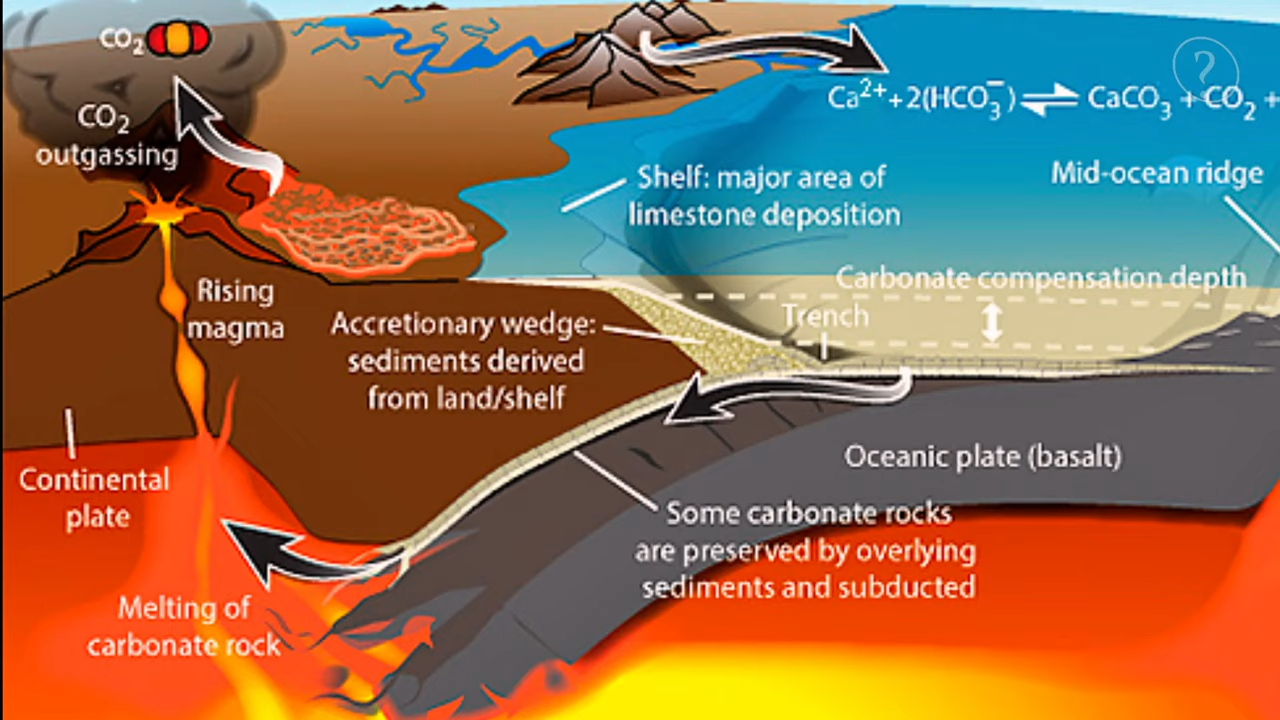 CO₂
CO₂
outgassing
Ca²⁺+2(HCO₃⁻) ⇌ CaCO₃ + CO₂ +
?
Mid-ocean ridge
Shelf: major area of
limestone deposition
Carbonate compensation depth
Trench
Rising
magma
Accretionary wedge:
sediments derived
from land/shelf
Continental
plate
Oceanic plate (basalt)
Some carbonate rocks
are preserved by overlying
sediments and subducted
Melting of
carbonate rock